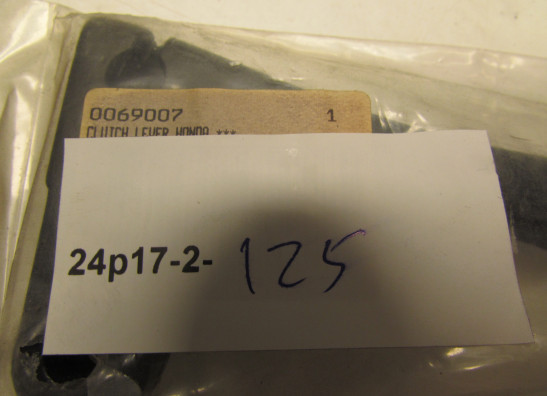 0069007 1
CLUTCH LEVER HONDA ***
24p17-2- 125